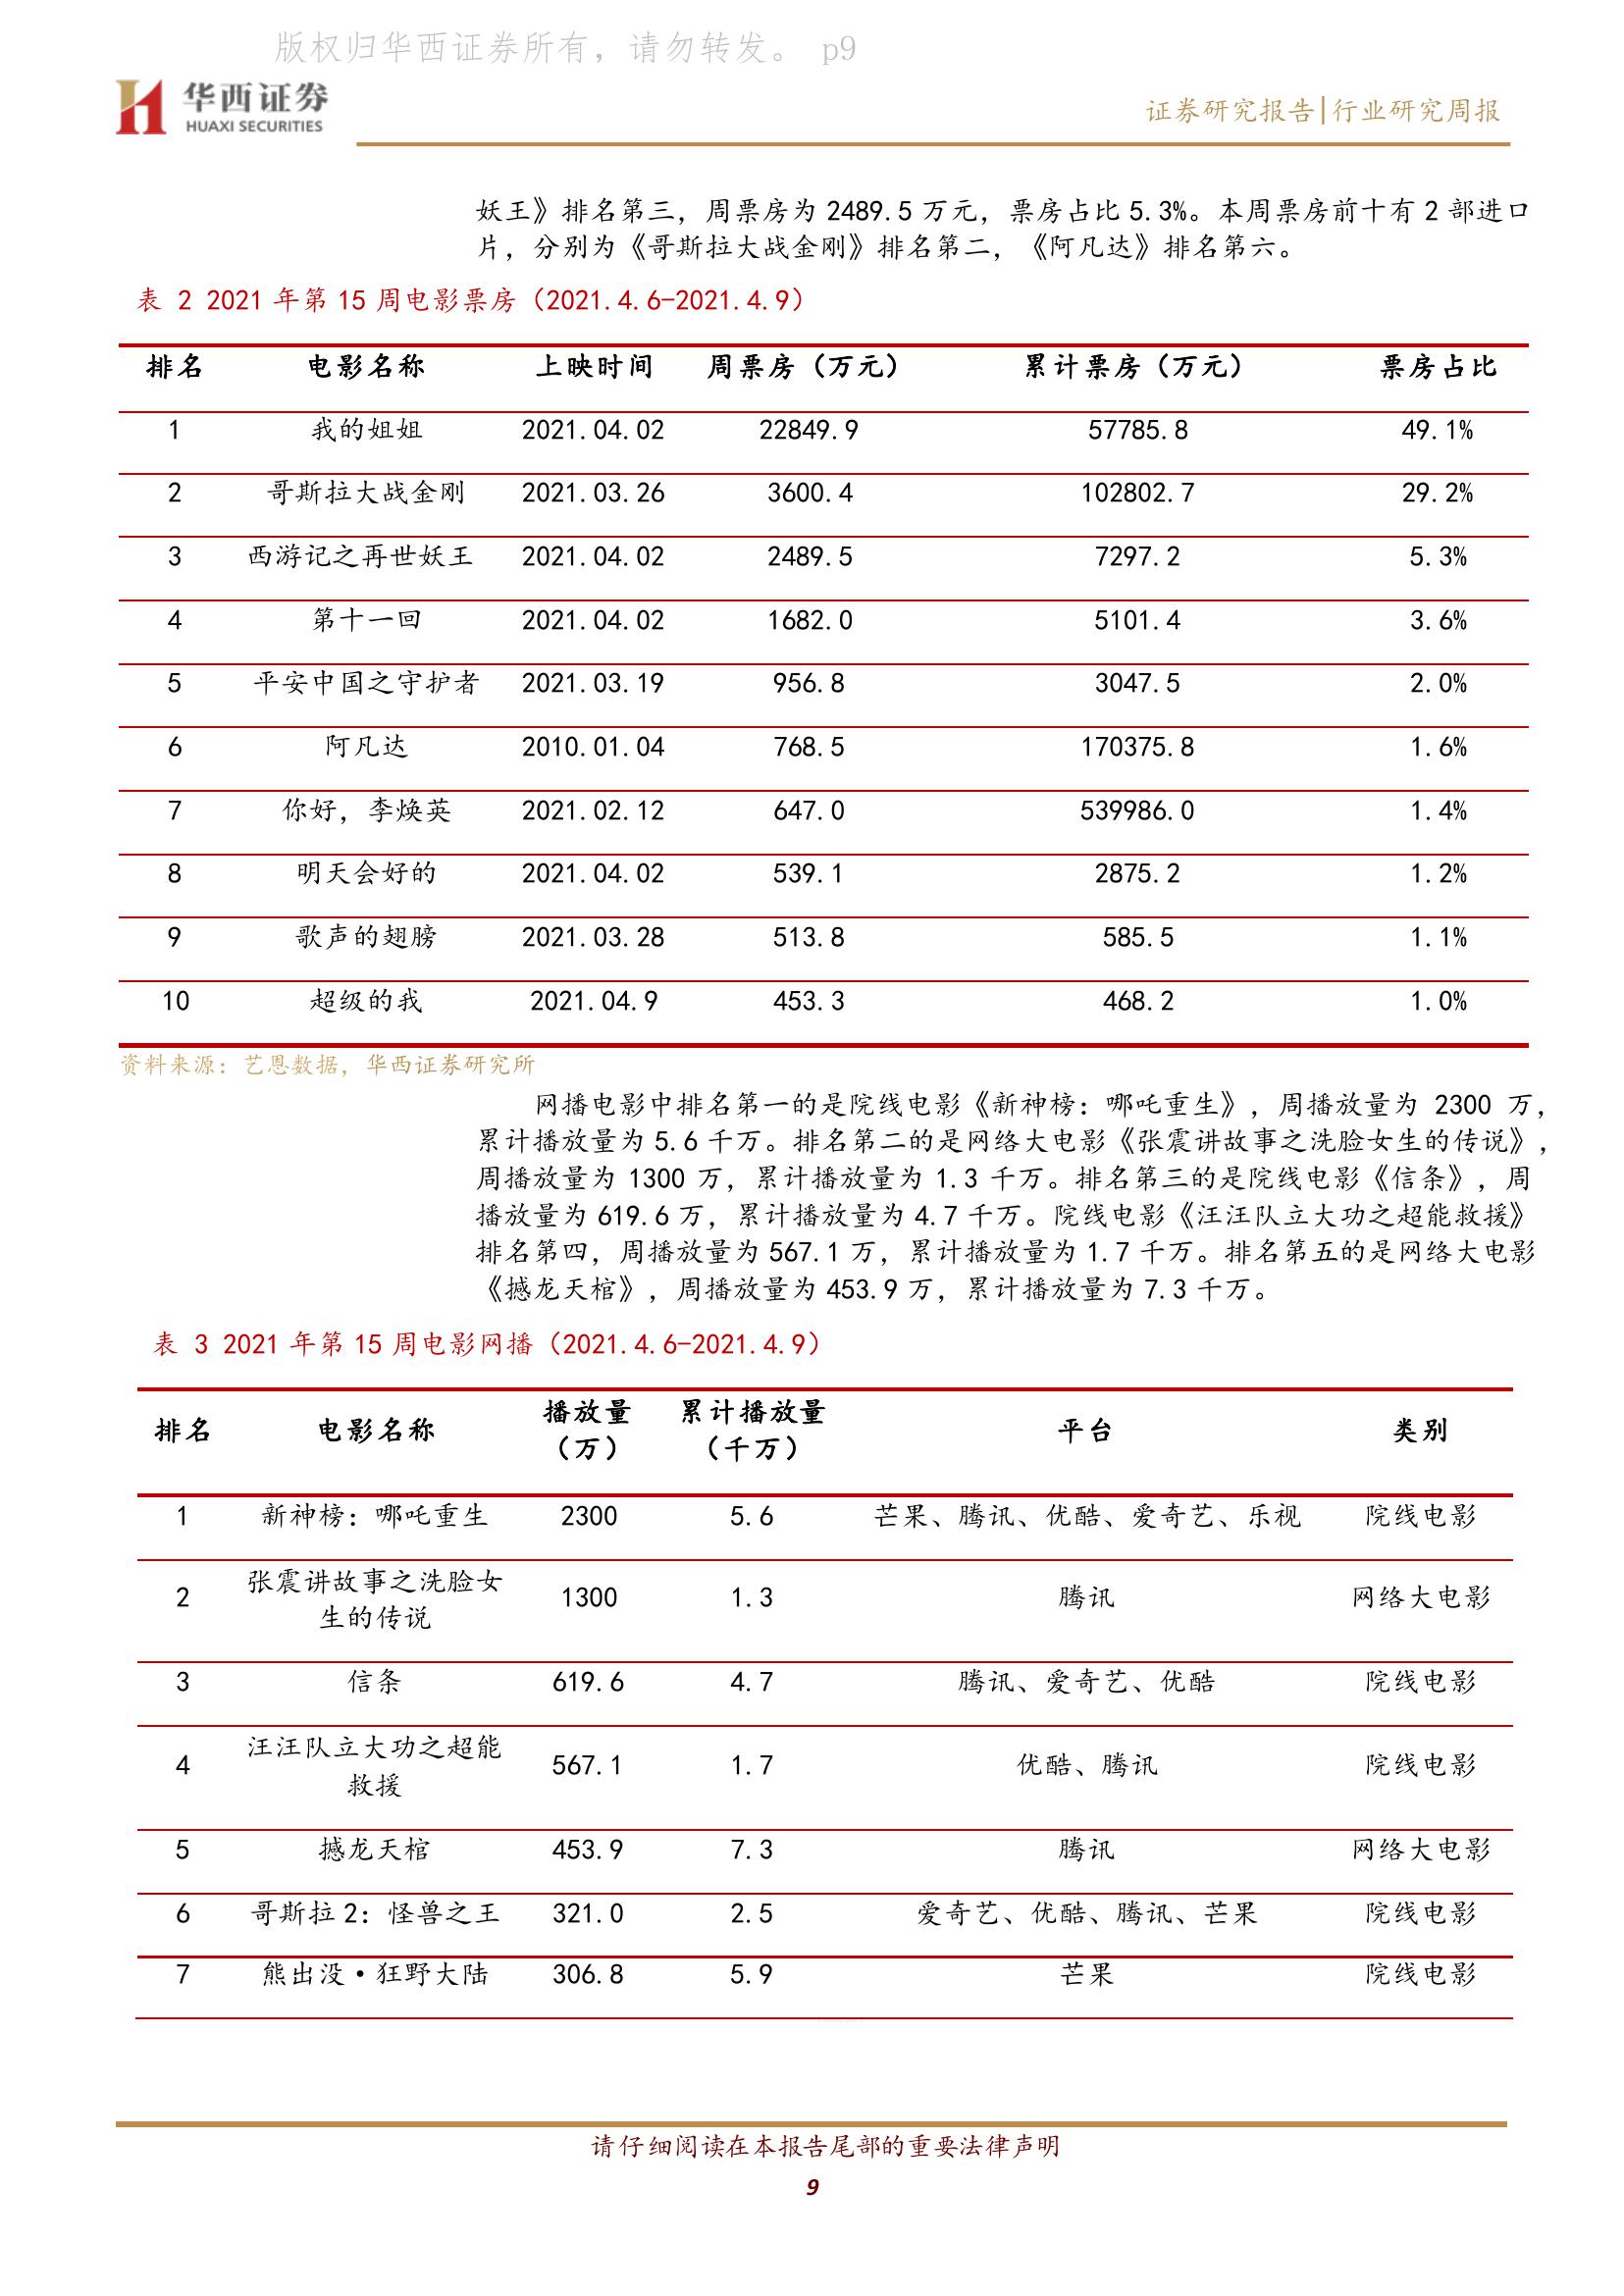 版权归华西证券所有，请勿转发。 p9
华西证券
HUAXI SECURITIES
证券研究报告|行业研究周报
妖王》排名第三，周票房为 2489.5 万元，票房占比 5.3%。本周票房前十有 2 部进口
片，分别为《哥斯拉大战金刚》排名第二，《阿凡达》排名第六。
表 2 2021 年第 15 周电影票房（2021.4.6-2021.4.9）
排名 电影名称 上映时间 周票房（万元） 累计票房（万元） 票房占比
1 我的姐姐 2021.04.02 22849.9 57785.8 49.1%
2 哥斯拉大战金刚 2021.03.26 3600.4 102802.7 29.2%
3 西游记之再世妖王 2021.04.02 2489.5 7297.2 5.3%
4 第十一回 2021.04.02 1682.0 5101.4 3.6%
5 平安中国之守护者 2021.03.19 956.8 3047.5 2.0%
6 阿凡达 2010.01.04 768.5 170375.8 1.6%
7 你好，李焕英 2021.02.12 647.0 539986.0 1.4%
8 明天会好的 2021.04.02 539.1 2875.2 1.2%
9 歌声的翅膀 2021.03.28 513.8 585.5 1.1%
10 超级的我 2021.04.9 453.3 468.2 1.0%
资料来源：艺恩数据，华西证券研究所
网播电影中排名第一的是院线电影《新神榜：哪吒重生》，周播放量为 2300 万，
累计播放量为 5.6 千万。排名第二的是网络大电影《张震讲故事之洗脸女生的传说》，
周播放量为 1300 万，累计播放量为 1.3 千万。排名第三的是院线电影《信条》，周
播放量为 619.6 万，累计播放量为 4.7 千万。院线电影《汪汪队立大功之超能救援》
排名第四，周播放量为 567.1 万，累计播放量为 1.7 千万。排名第五的是网络大电影
《撼龙天棺》，周播放量为 453.9 万，累计播放量为 7.3 千万。
表 3 2021 年第 15 周电影网播（2021.4.6-2021.4.9）
排名 电影名称 播放量 累计播放量 平台 类别
（万） （千万）
1 新神榜：哪吒重生 2300 5.6 芒果、腾讯、优酷、爱奇艺、乐视 院线电影
张震讲故事之洗脸女
2 1300 1.3 腾讯 网络大电影
生的传说
3 信条 619.6 4.7 腾讯、爱奇艺、优酷 院线电影
汪汪队立大功之超能
4 567.1 1.7 优酷、腾讯 院线电影
救援
5 撼龙天棺 453.9 7.3 腾讯 网络大电影
6 哥斯拉 2：怪兽之王 321.0 2.5 爱奇艺、优酷、腾讯、芒果 院线电影
7 熊出没·狂野大陆 306.8 5.9 芒果 院线电影
请仔细阅读在本报告尾部的重要法律声明
9